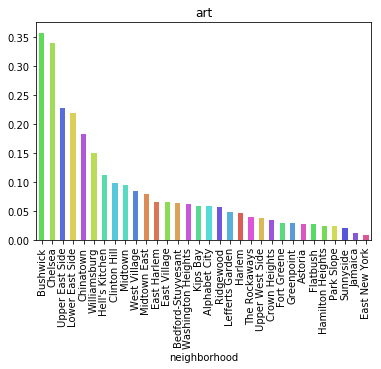 art
0.35
0.30
0.25
0.20
0.15
0.10
0.05
0.00
Bushwick
Chelsea
Upper East Side
Lower East Side
Chinatown
Williamsburg
Hell's Kitchen
Clinton Hill
Midtown
West Village
Midtown East
East Harlem
East Village
Bedford-Stuyvesant
Washington Heights
Kips Bay
Alphabet City
Ridgewood
Lefferts Garden
Harlem
The Rockaways
Upper West Side
Crown Heights
Fort Greene
Greenpoint
Astoria
Flatbush
Hamilton Heights
Park Slope
Sunnyside
Jamaica
East New York
neighborhood